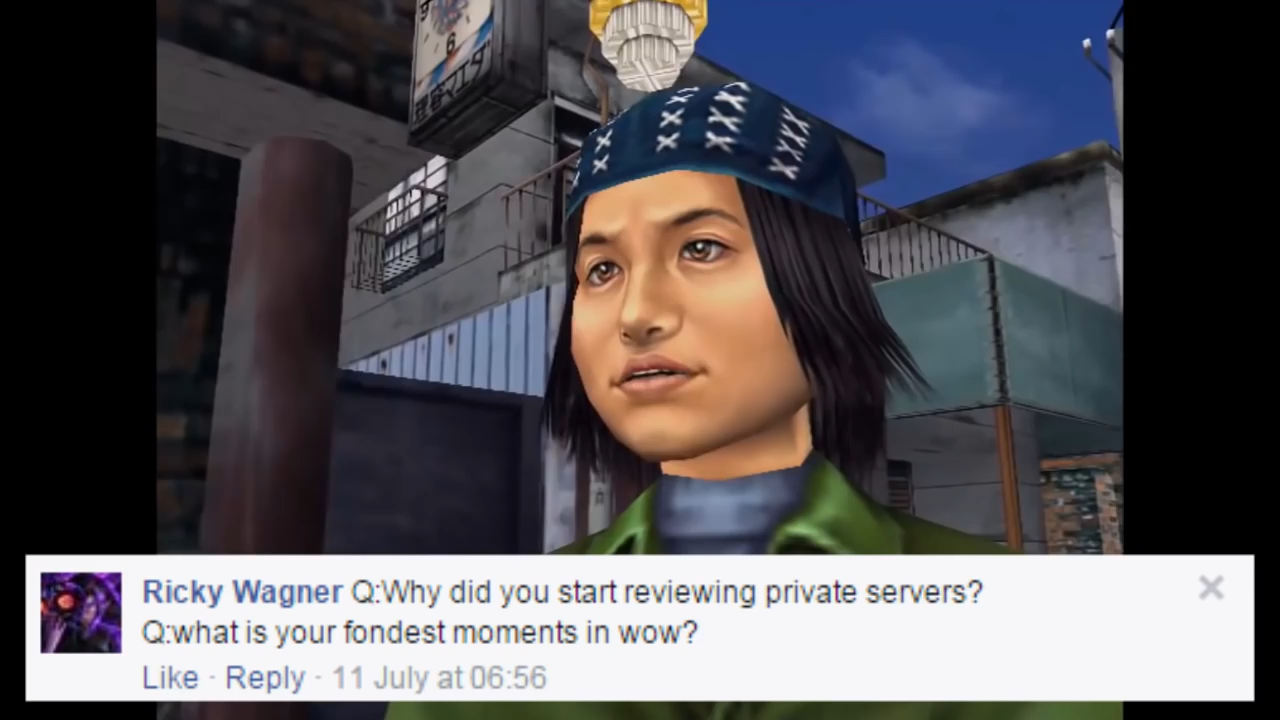 6
Ricky Wagner Q:Why did you start reviewing private servers?
Q:what is your fondest moments in wow?
Like · Reply · 11 July at 06:56